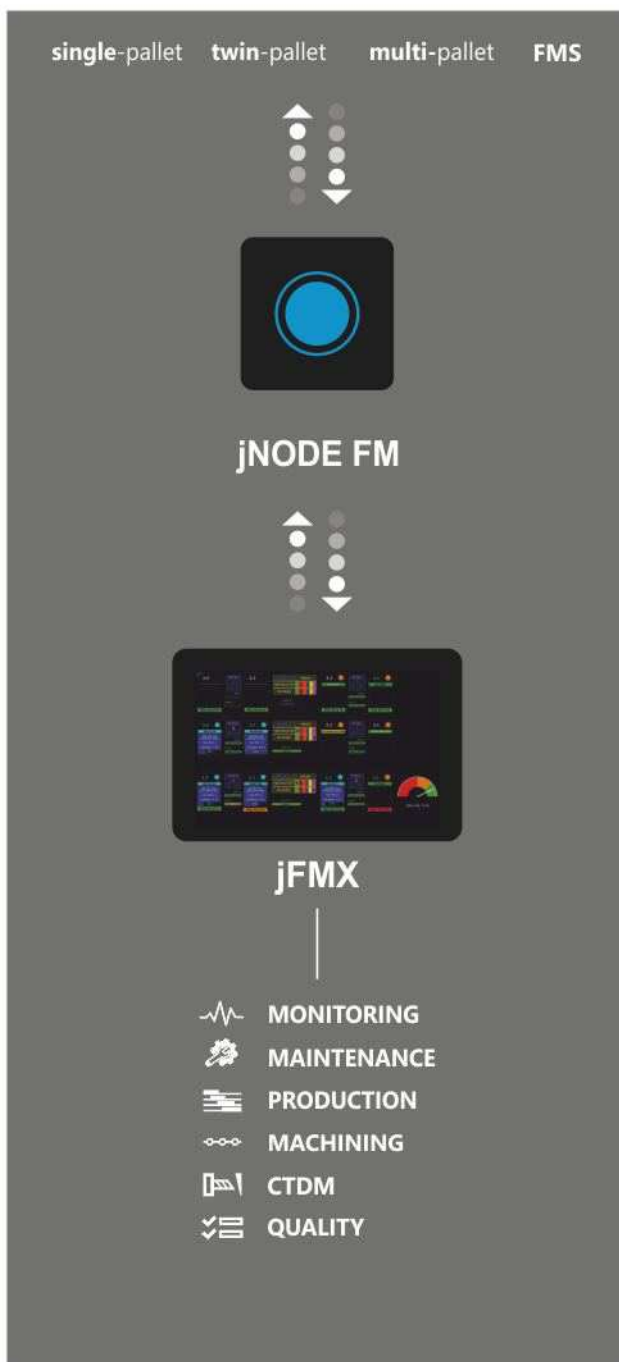 single-pallet twin-pallet multi-pallet FMS
jNODE FM
jFMX
MONITORING
MAINTENANCE
PRODUCTION
MACHINING
CTDM
QUALITY